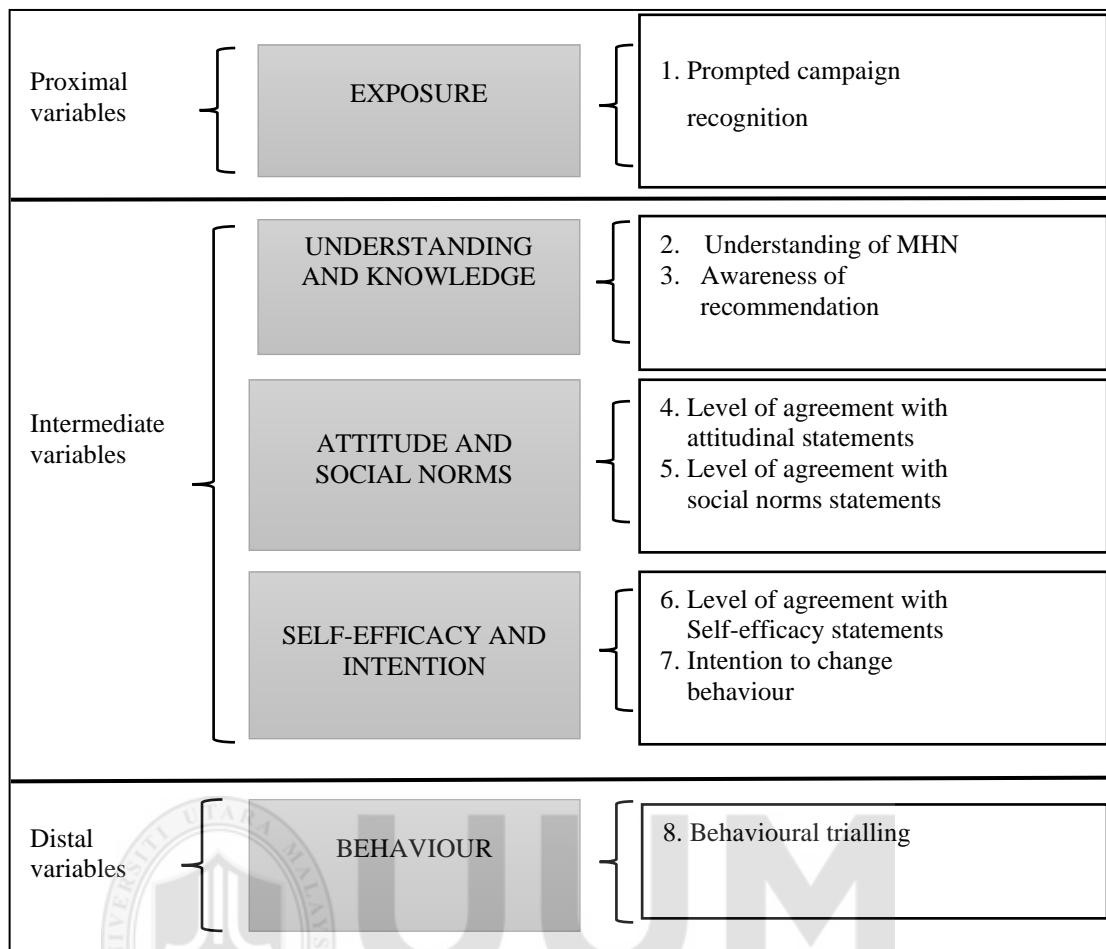 Proximal
variables
EXPOSURE
1. Prompted campaign
recognition
Intermediate
variables
UNDERSTANDING
AND KNOWLEDGE
2. Understanding of MHN
3. Awareness of
recommendation
ATTITUDE AND
SOCIAL NORMS
4. Level of agreement with
attitudinal statements
5. Level of agreement with
social norms statements
SELF-EFFICACY AND
INTENTION
6. Level of agreement with
Self-efficacy statements
7. Intention to change
behaviour
Distal
variables
BEHAVIOUR
8. Behavioural trialling
UNIVERSITI UTARA MALAYSI
UUM